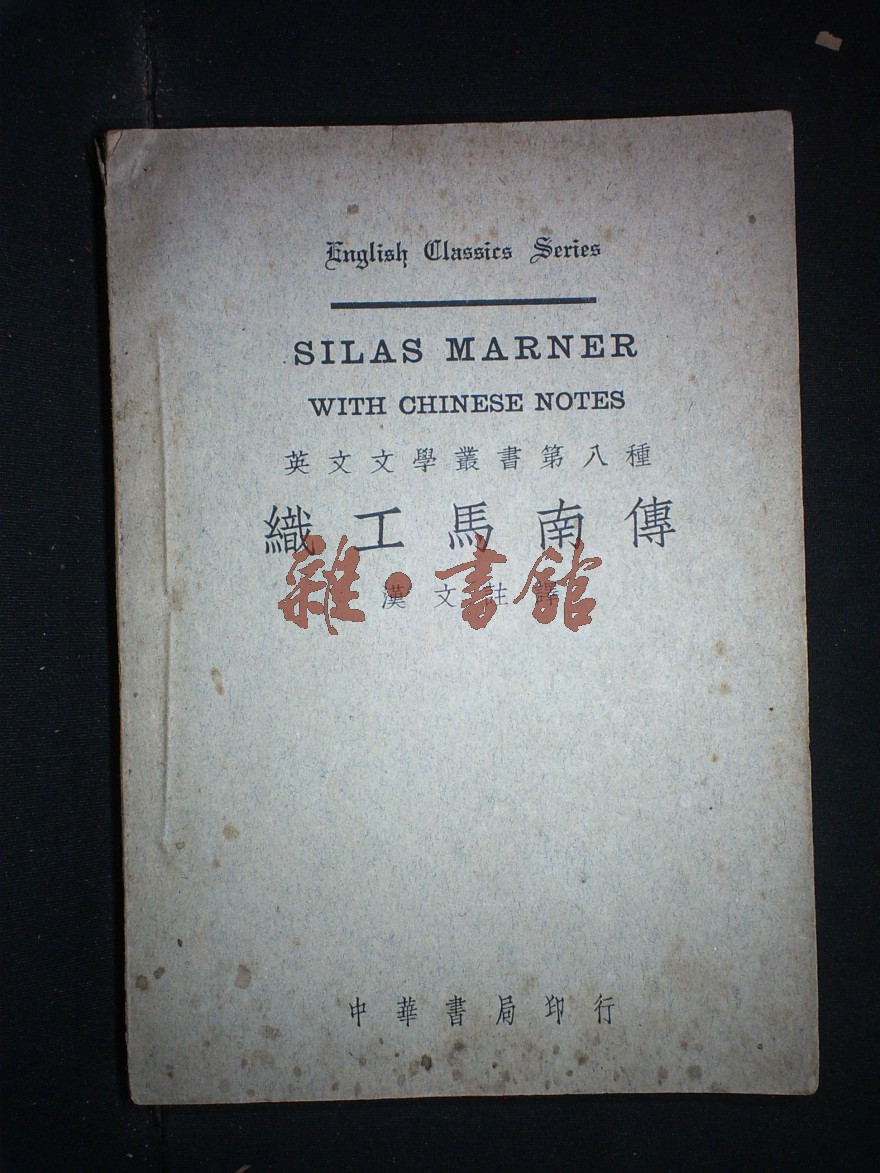 English Classics Series
SILAS MARNER
WITH CHINESE NOTES
英文文學叢書第八種
織工馬南傳
漢文註譯
雜·書館
中華書局印行